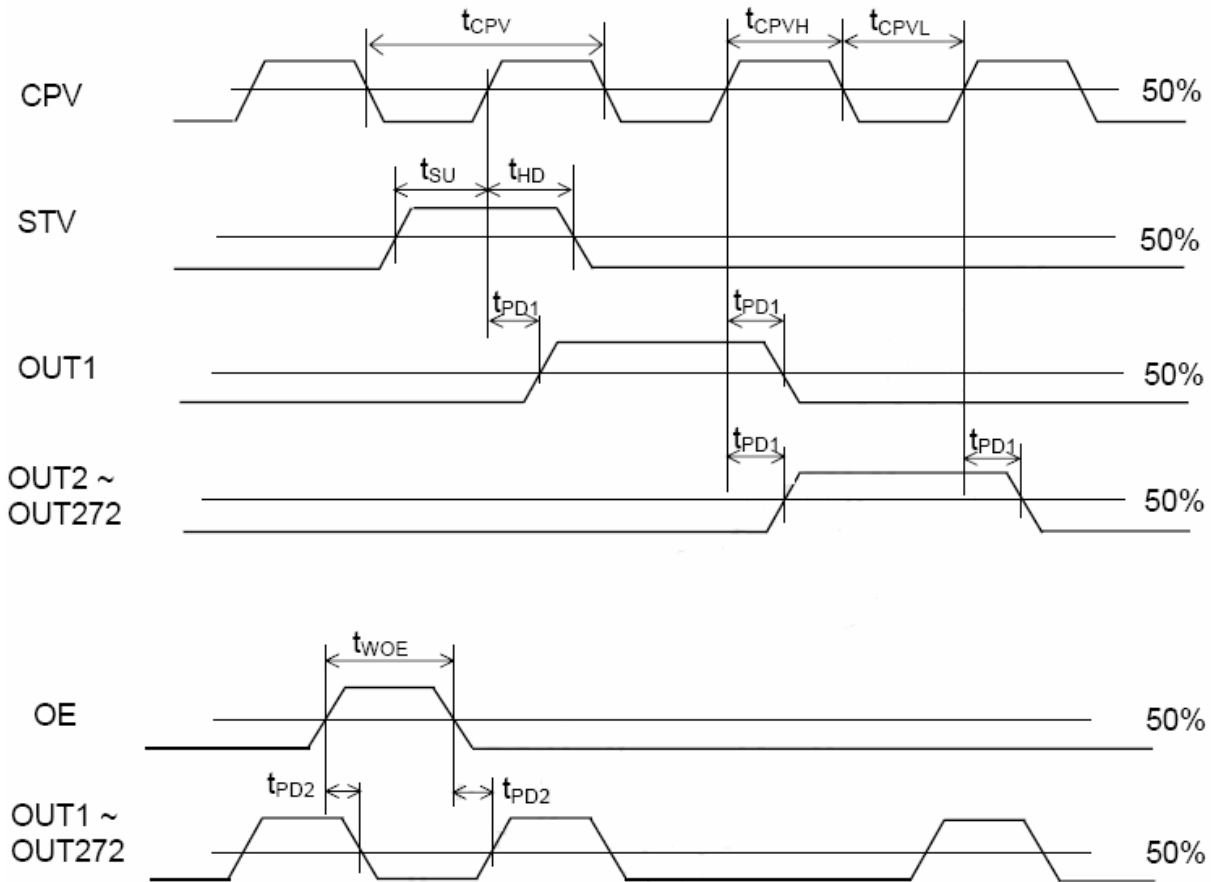 tCPV
tCPVH
tCPVL
CPV
50%
tSU
tHD
STV
50%
tPD1
tPD1
OUT1
50%
tPD1
tPD1
OUT2 ~
OUT272
50%
tWOE
OE
50%
tPD2
tPD2
OUT1 ~
OUT272
50%